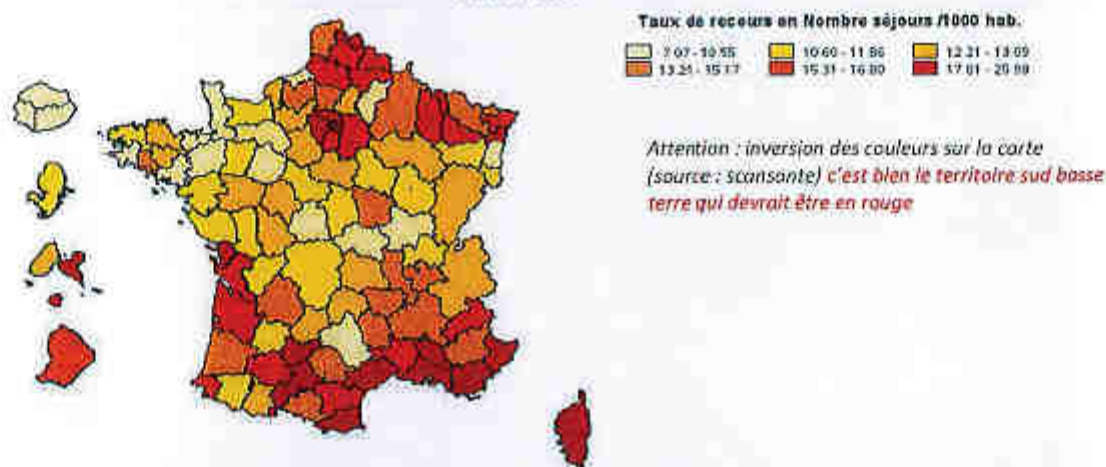 Taux de recours en Nombre séjours /1000 hab.
7.07 - 10.55
10.60 - 11.86
12.21 - 13.09
13.21 - 15.17
15.31 - 16.80
17.01 - 20.98
Attention : inversion des couleurs sur la carte
(source : scansante) c'est bien le territoire sud basse
terre qui devrait être en rouge